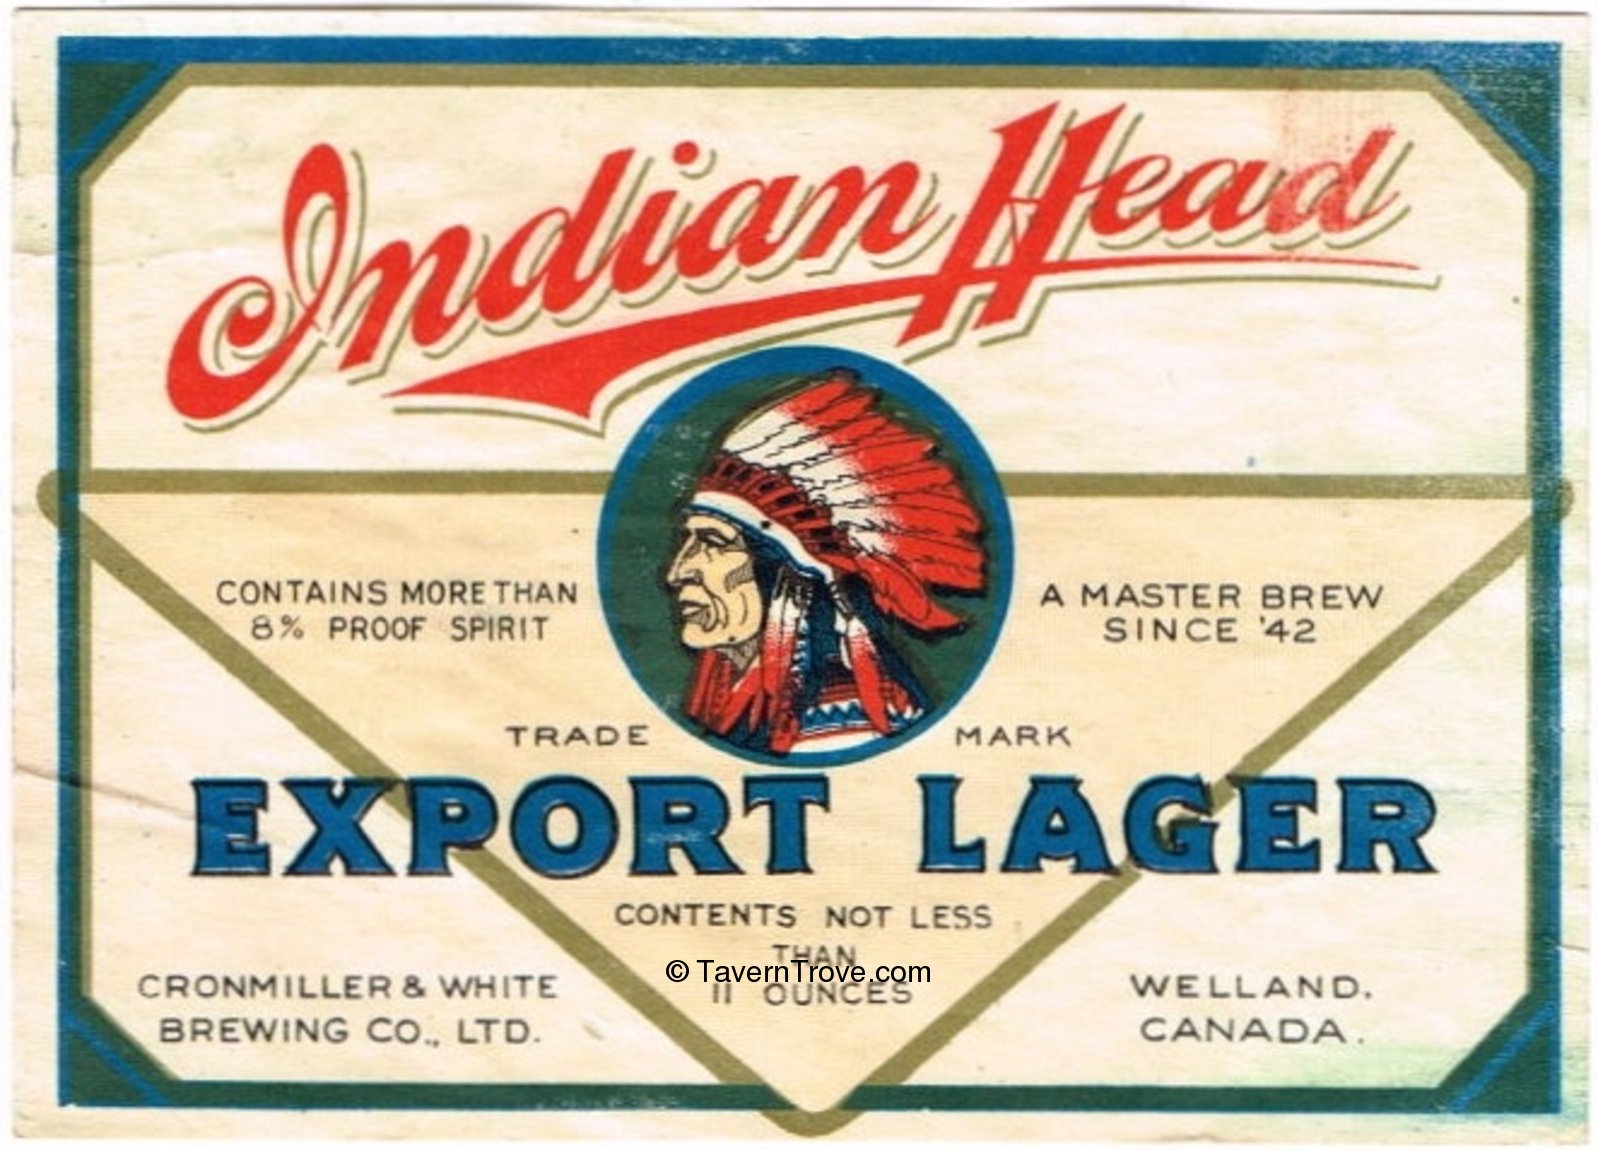 Indian Head
CONTAINS MORE THAN
8% PROOF SPIRIT
A MASTER BREW
SINCE '42
TRADE MARK
EXPORT LAGER
CONTENTS NOT LESS
THAN
© TavernTrove.com
11 OUNCES
CRONMILLER & WHITE
BREWING CO., LTD.
WELLAND.
CANADA.